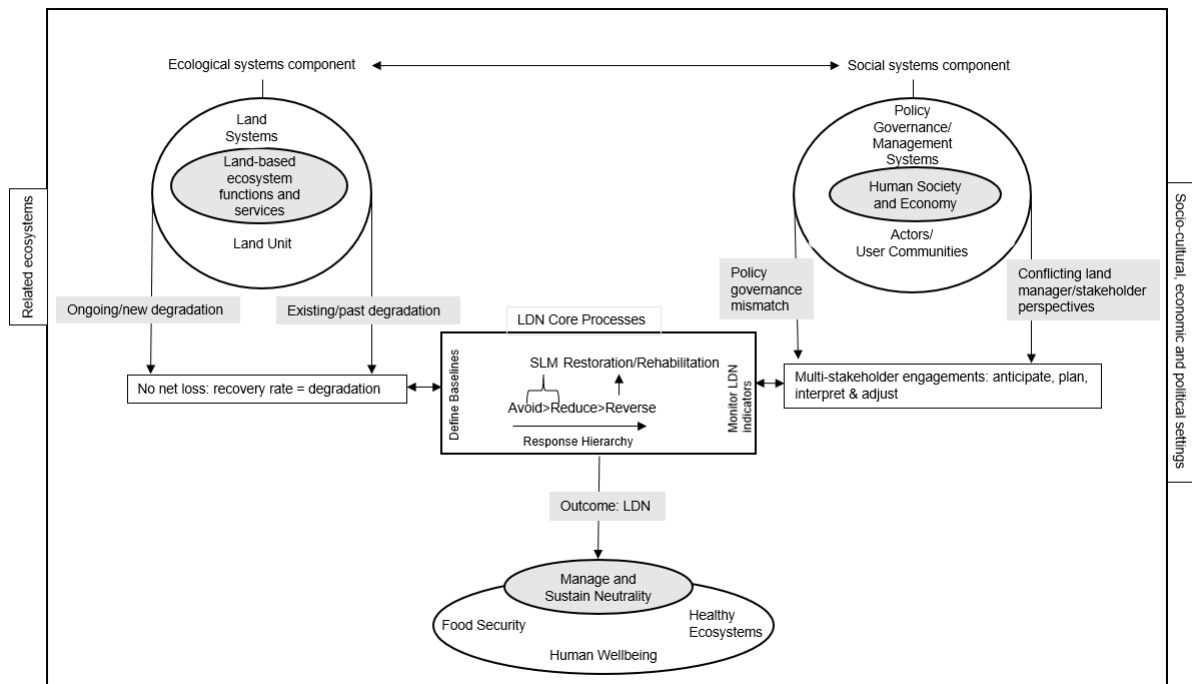 Ecological systems component
Social systems component
Land
Systems
Land-based
ecosystem
functions and
services
Land Unit
Policy
Governance/
Management
Systems
Human Society
and Economy
Actors/
User Communities
Related ecosystems
Socio-cultural, economic and political settings
Ongoing/new degradation
Existing/past degradation
Policy
governance
mismatch
Conflicting land
manager/stakeholder
perspectives
LDN Core Processes
No net loss: recovery rate = degradation
Define Baselines
SLM Restoration/Rehabilitation
Avoid>Reduce>Reverse
Response Hierarchy
Monitor LDN
indicators
Multi-stakeholder engagements: anticipate, plan,
interpret & adjust
Outcome: LDN
Manage and
Sustain Neutrality
Food Security
Healthy
Ecosystems
Human Wellbeing